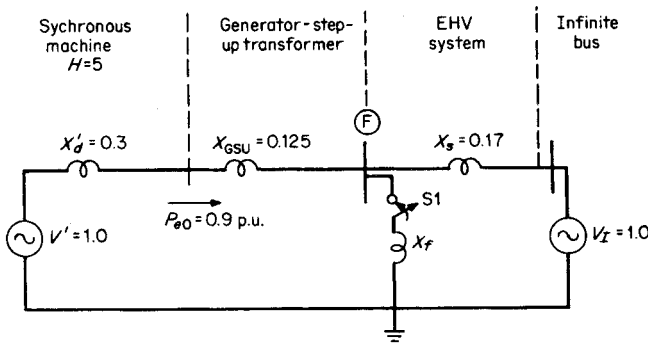 Sychronous
machine
H=5
Generator-step-
up transformer
EHV
system
Infinite
bus
F
X'd=0.3
XGSU=0.125
Xs=0.17
S1
Pe0=0.9 p.u.
Xf
V'=1.0
VI=1.0